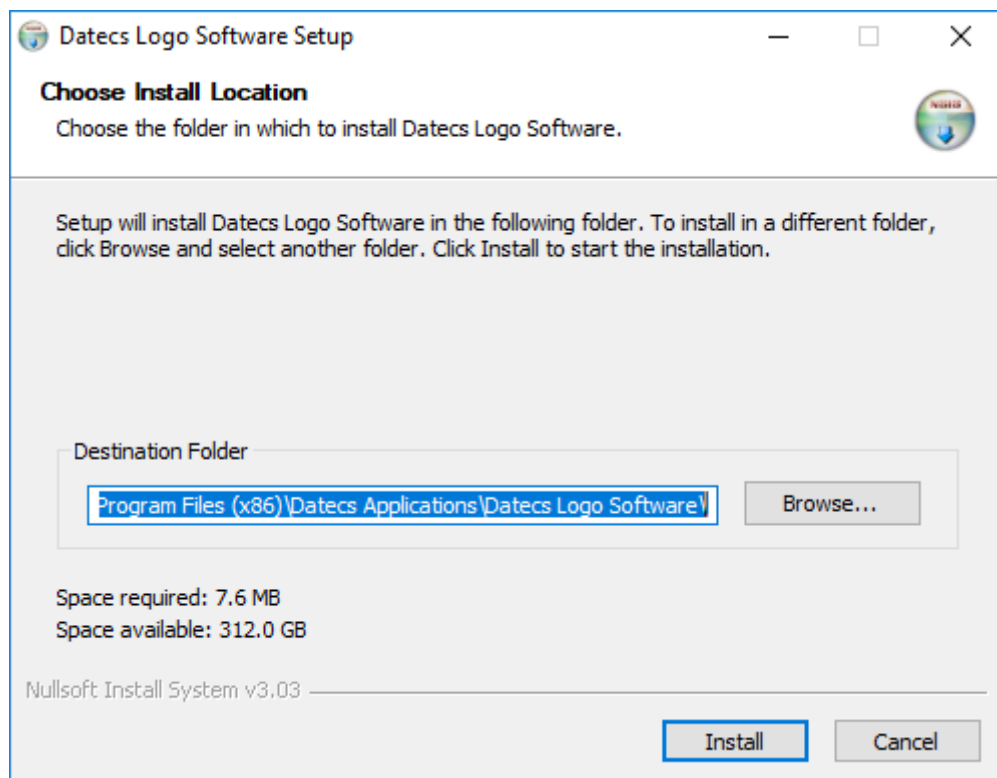 Datecs Logo Software Setup
Choose Install Location
Choose the folder in which to install Datecs Logo Software.
Setup will install Datecs Logo Software in the following folder. To install in a different folder,
click Browse and select another folder. Click Install to start the installation.
Destination Folder
Program Files (x86)\Datecs Applications\Datecs Logo Software\
Browse...
Space required: 7.6 MB
Space available: 312.0 GB
Nullsoft Install System v3.03
Install
Cancel